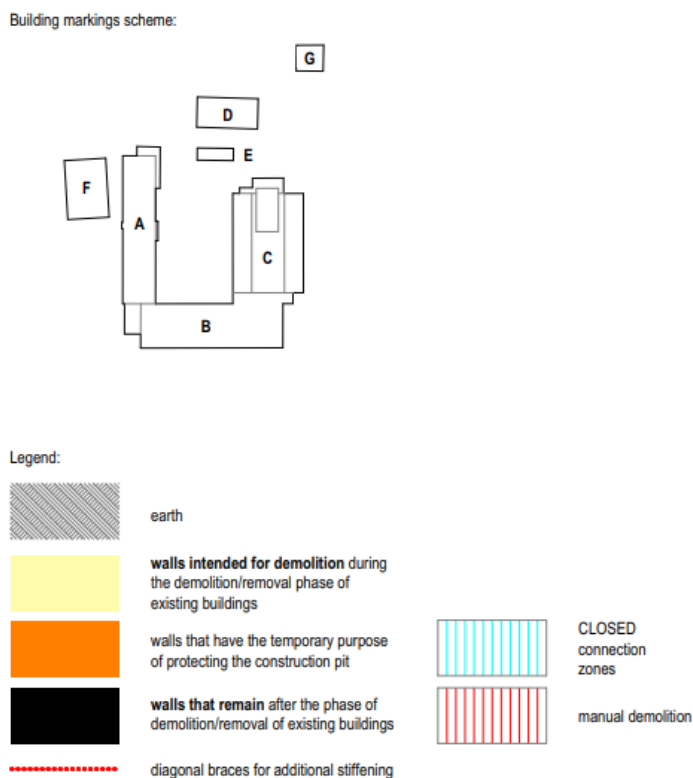 Building markings scheme:
G
D
E
F
A
C
B
Legend:
earth
walls intended for demolition during
the demolition/removal phase of
existing buildings
walls that have the temporary purpose
of protecting the construction pit
CLOSED
connection
zones
walls that remain after the phase of
demolition/removal of existing buildings
manual demolition
diagonal braces for additional stiffening